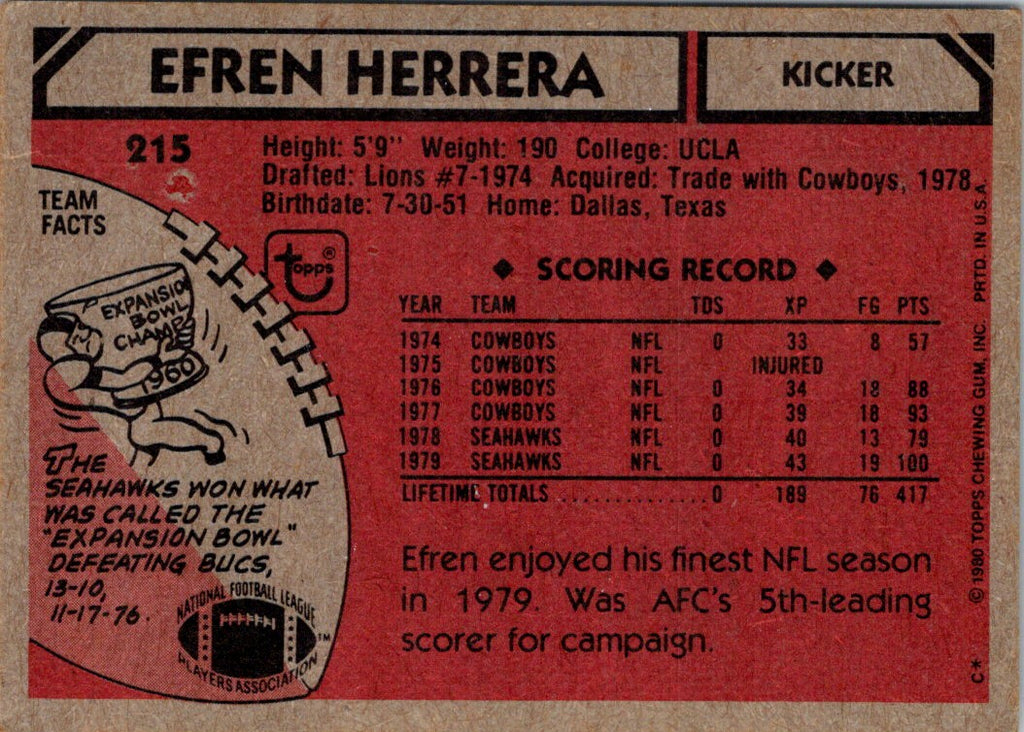 EFREN HERRERA
KICKER
215
Height: 5'9" Weight: 190 College: UCLA
Drafted: Lions #7-1974 Acquired: Trade with Cowboys, 1978
Birthdate: 7-30-51 Home: Dallas, Texas
TEAM
FACTS
EXPANSION
BOWL
CHAMP
1960
THE
SEAHAWKS WON WHAT
WAS CALLED THE
"EXPANSION BOWL"
DEFEATING BUCS,
13-10,
11-17-76.
NATIONAL FOOTBALL LEAGUE
PLAYERS ASSOCIATION
TM
topps®
◆ SCORING RECORD ◆
YEAR TEAM TDS XP FG PTS
1974 COWBOYS NFL 0 33 8 57
1975 COWBOYS NFL INJURED
1976 COWBOYS NFL 0 34 18 88
1977 COWBOYS NFL 0 39 18 93
1978 SEAHAWKS NFL 0 40 13 79
1979 SEAHAWKS NFL 0 43 19 100
LIFETIME TOTALS ............... 0 189 76 417
Efren enjoyed his finest NFL season
in 1979. Was AFC's 5th-leading
scorer for campaign.
C* © 1980 TOPPS CHEWING GUM, INC. PRTD. IN U.S.A.